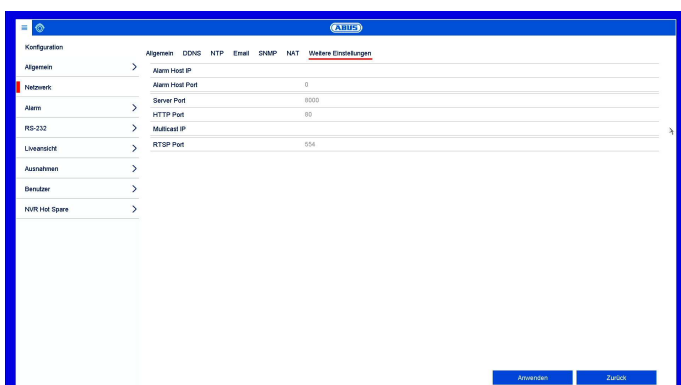 ABUS
Konfiguration
Allgemein
Netzwerk
Alarm
RS-232
Liveansicht
Ausnahmen
Benutzer
NVR Hot Spare
Allgemein DDNS NTP Email SNMP NAT Weitere Einstellungen
Alarm Host IP
Alarm Host Port 0
Server Port 8000
HTTP Port 80
Multicast IP
RTSP Port 554
Anwenden Zurück